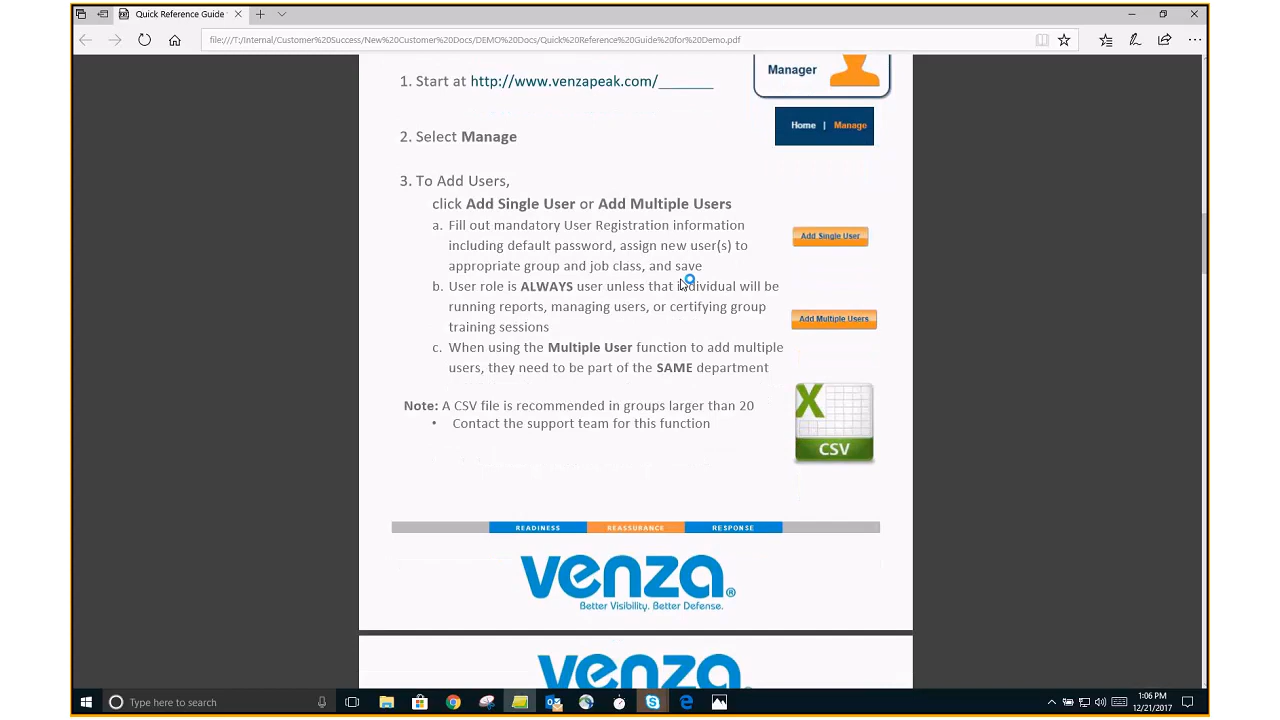 Quick Reference Guide
file:///T:/Internal/Customer%20Success/New%20Customer%20Docs/DEMO%20Docs/Quick%20Reference%20Guide%20for%20Demo.pdf
Manager
1. Start at http://www.venzapeak.com/_______
Home | Manage
2. Select Manage
3. To Add Users,
click Add Single User or Add Multiple Users
a. Fill out mandatory User Registration information
including default password, assign new user(s) to
appropriate group and job class, and save
Add Single User
b. User role is ALWAYS user unless that individual will be
running reports, managing users, or certifying group
training sessions
Add Multiple Users
c. When using the Multiple User function to add multiple
users, they need to be part of the SAME department
Note: A CSV file is recommended in groups larger than 20
• Contact the support team for this function
X
CSV
READINESS REASSURANCE RESPONSE
venza®
Better Visibility. Better Defense.
venza
Type here to search
1:06 PM
12/21/2017